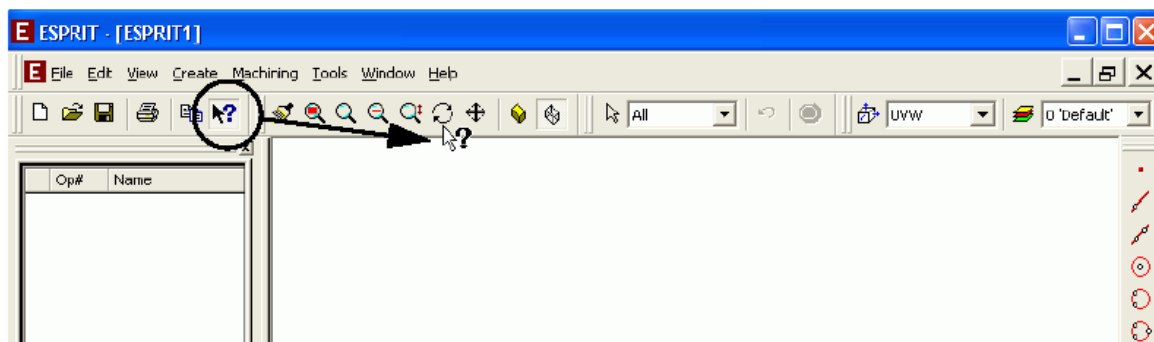 E ESPRIT - [ESPRIT1]
E File Edit View Create Machining Tools Window Help
? All UVW 0 'Default'
?
Op# Name